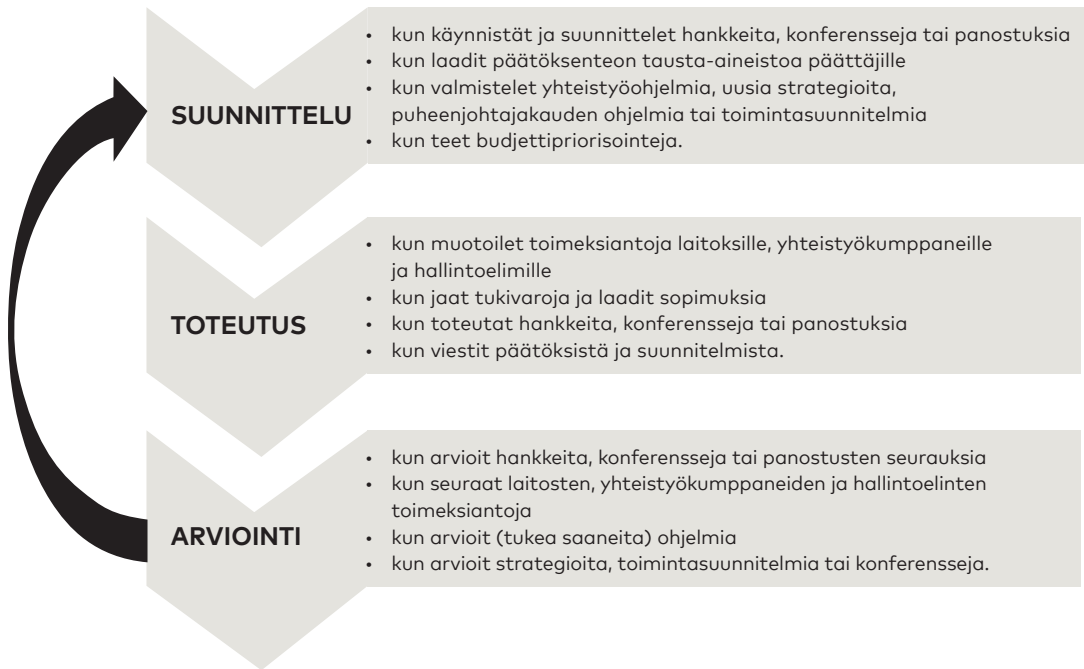 SUUNNITTELU
• kun käynnistät ja suunnittelet hankkeita, konferensseja tai panostuksia
• kun laadit päätöksenteon tausta-aineistoa päättäjille
• kun valmistelet yhteistyöohjelmia, uusia strategioita,
puheenjohtajakauden ohjelmia tai toimintasuunnitelmia
• kun teet budjettipriorisointeja.
TOTEUTUS
• kun muotoilet toimeksiantoja laitoksille, yhteistyökumppaneille
ja hallintoelimille
• kun jaat tukivaroja ja laadit sopimuksia
• kun toteutat hankkeita, konferensseja tai panostuksia
• kun viestit päätöksistä ja suunnitelmista.
ARVIOINTI
• kun arvioit hankkeita, konferensseja tai panostusten seurauksia
• kun seuraat laitosten, yhteistyökumppaneiden ja hallintoelinten
toimeksiantoja
• kun arvioit (tukea saaneita) ohjelmia
• kun arvioit strategioita, toimintasuunnitelmia tai konferensseja.